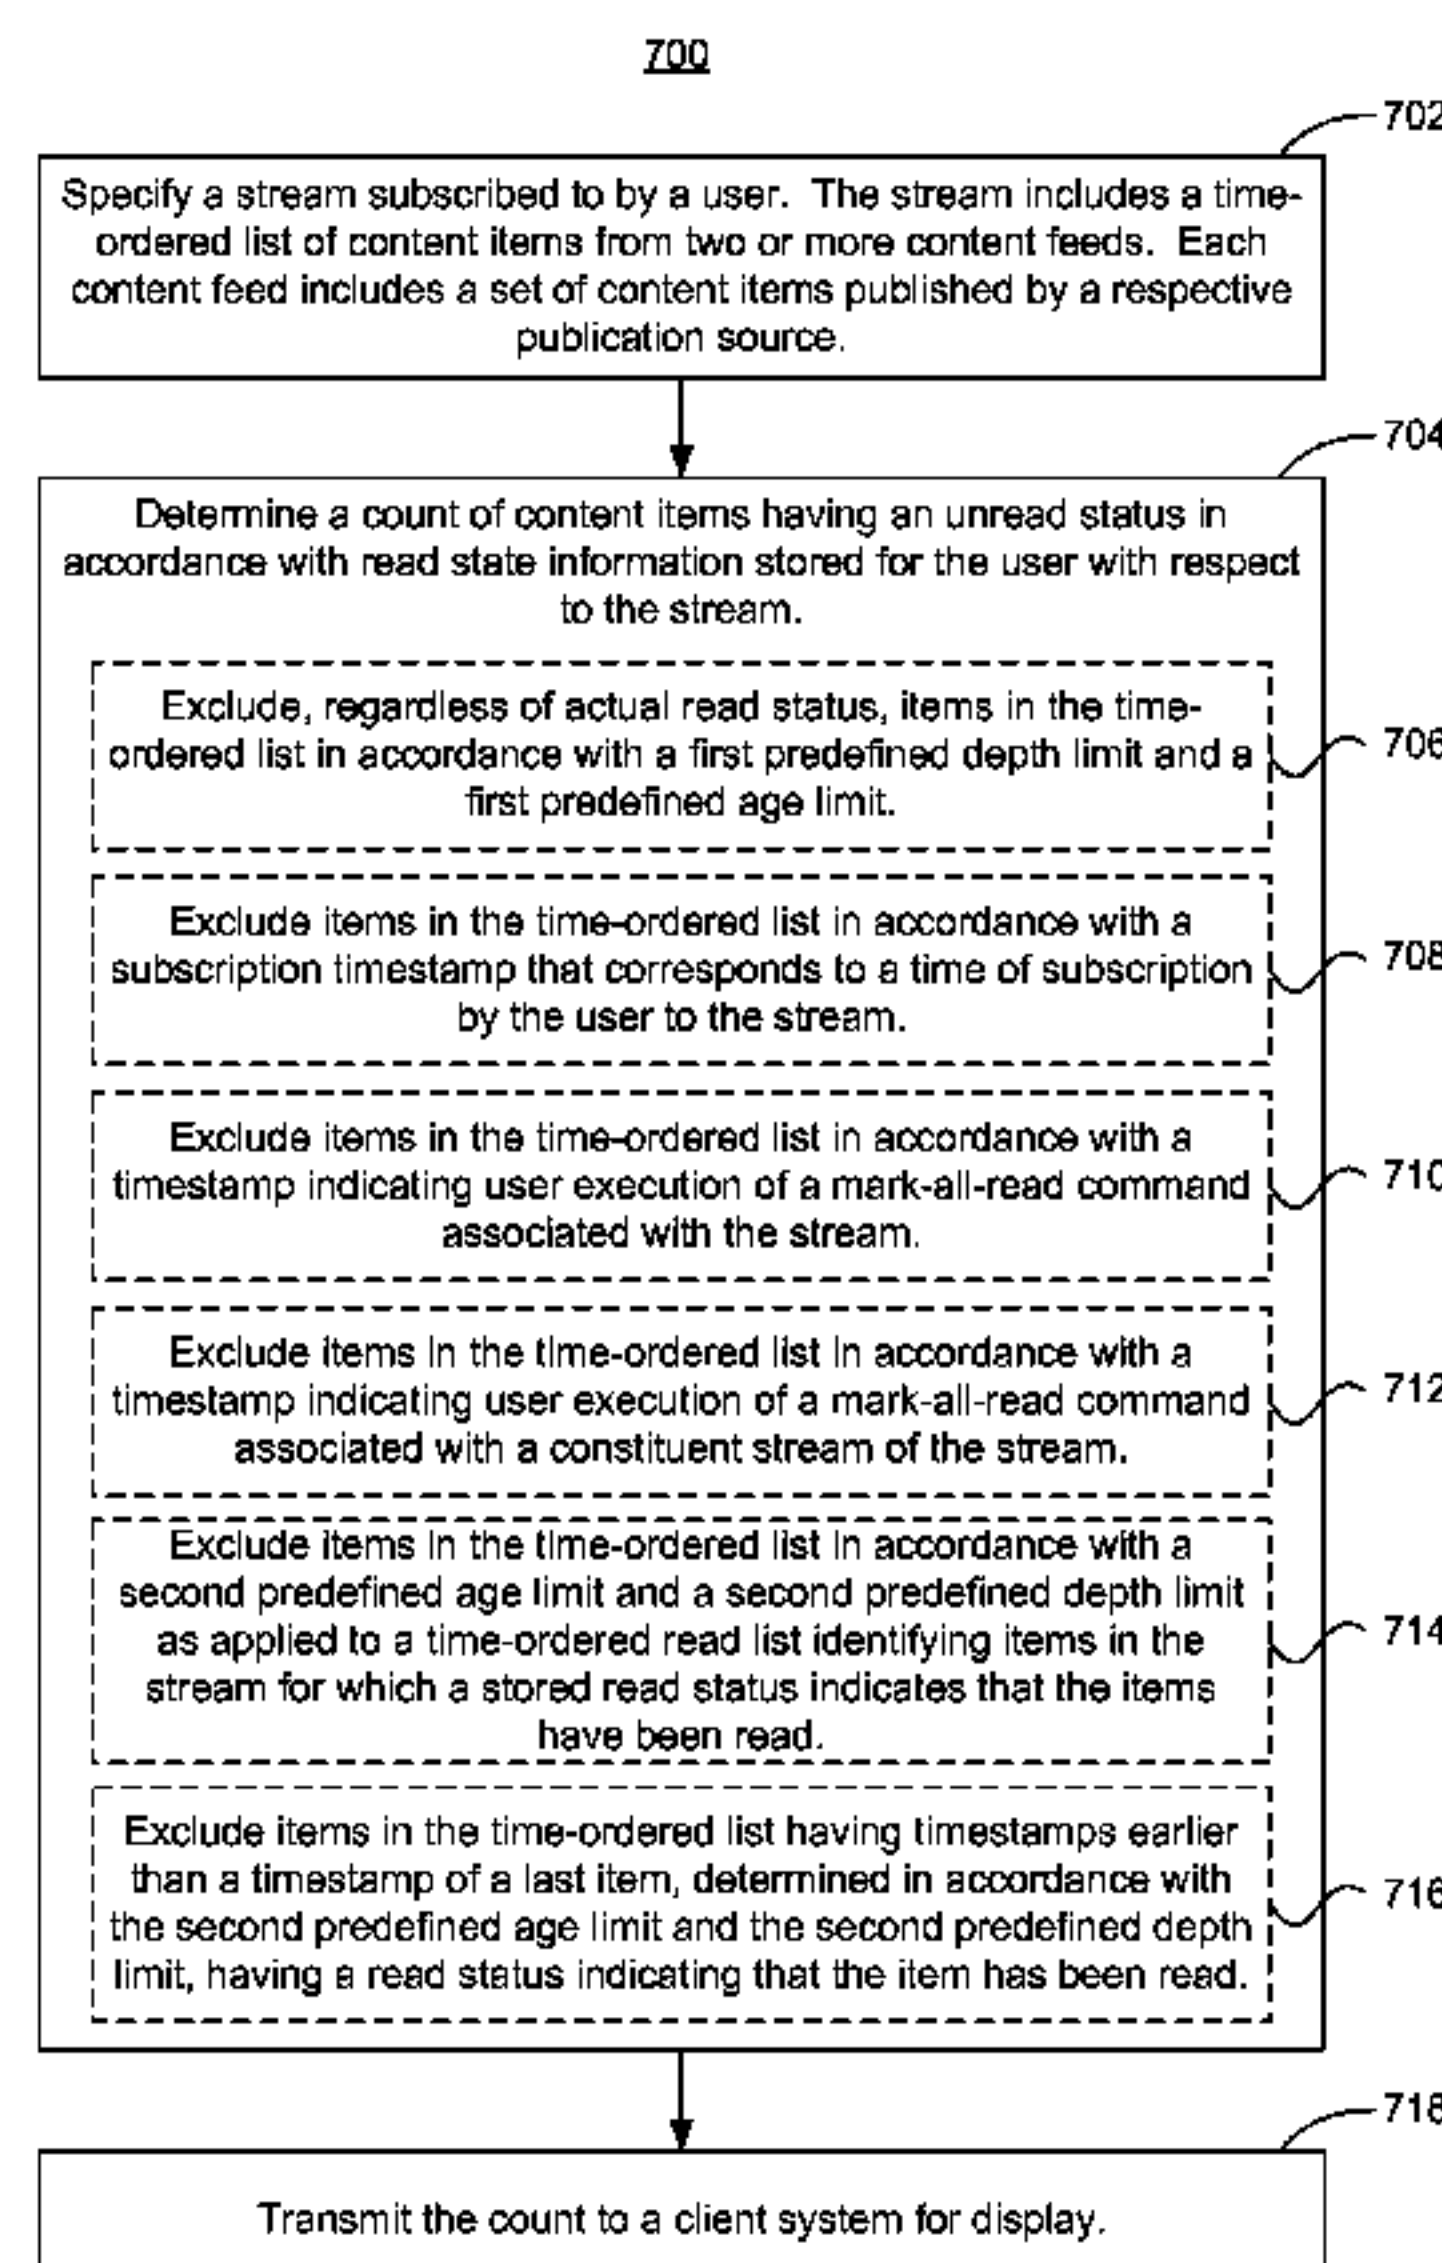 700
702
Specify a stream subscribed to by a user. The stream includes a time-
ordered list of content items from two or more content feeds. Each
content feed includes a set of content items published by a respective
publication source.
704
Determine a count of content items having an unread status in
accordance with read state information stored for the user with respect
to the stream.
Exclude, regardless of actual read status, items in the time-
ordered list in accordance with a first predefined depth limit and a
first predefined age limit.
706
Exclude items in the time-ordered list in accordance with a
subscription timestamp that corresponds to a time of subscription
by the user to the stream.
708
Exclude items in the time-ordered list in accordance with a
timestamp indicating user execution of a mark-all-read command
associated with the stream.
710
Exclude items in the time-ordered list in accordance with a
timestamp indicating user execution of a mark-all-read command
associated with a constituent stream of the stream.
712
Exclude items in the time-ordered list in accordance with a
second predefined age limit and a second predefined depth limit
as applied to a time-ordered read list identifying items in the
stream for which a stored read status indicates that the items
have been read.
714
Exclude items in the time-ordered list having timestamps earlier
than a timestamp of a last item, determined in accordance with
the second predefined age limit and the second predefined depth
limit, having a read status indicating that the item has been read.
716
718
Transmit the count to a client system for display.